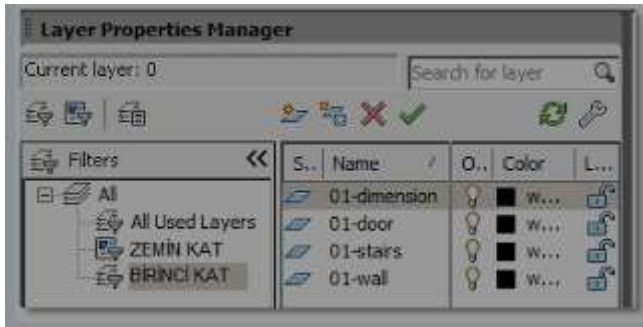 Layer Properties Manager
Current layer: 0
Search for layer
Filters
S.. Name O.. Color L...
All
All Used Layers
ZEMİN KAT
BİRİNCİ KAT
01-dimension w...
01-door w...
01-stairs w...
01-wall w...